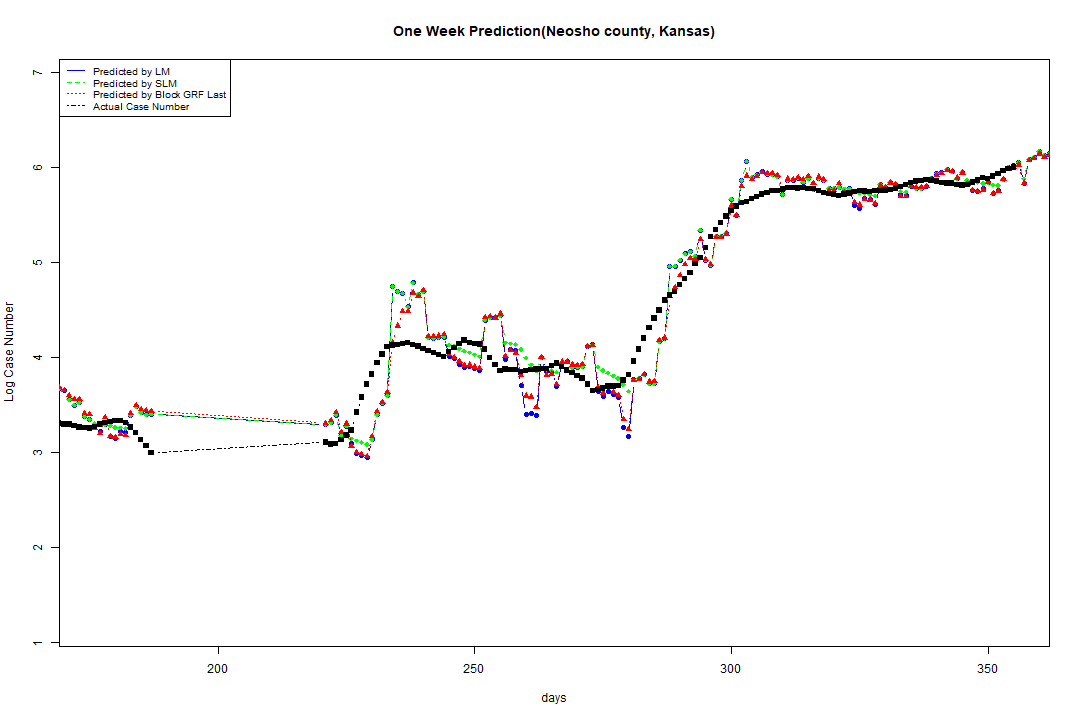 One Week Prediction(Neosho county, Kansas)
Predicted by LM
Predicted by SLM
Predicted by Block GRF Last
Actual Case Number
Log Case Number
7
6
5
4
3
2
1
200
250
300
350
days